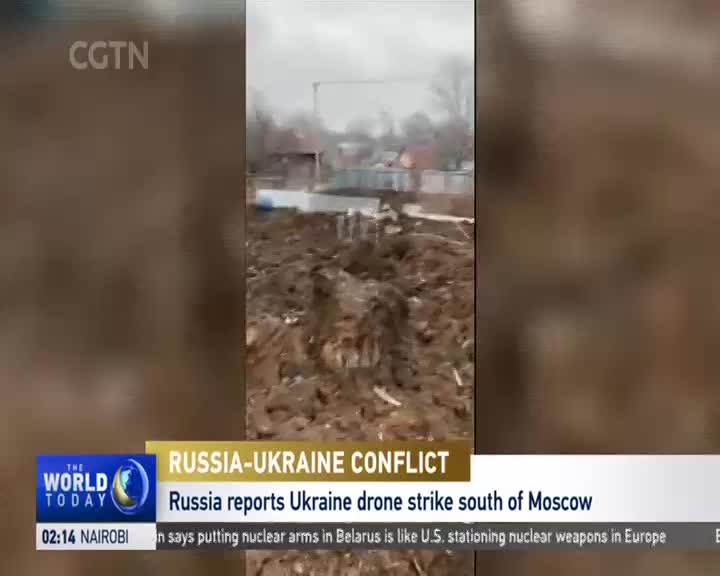 CGTN
RUSSIA-UKRAINE CONFLICT
THE
WORLD
TODAY
Russia reports Ukraine drone strike south of Moscow
02:14 NAIROBI
says putting nuclear arms in Belarus is like U.S. stationing nuclear weapons in Europe